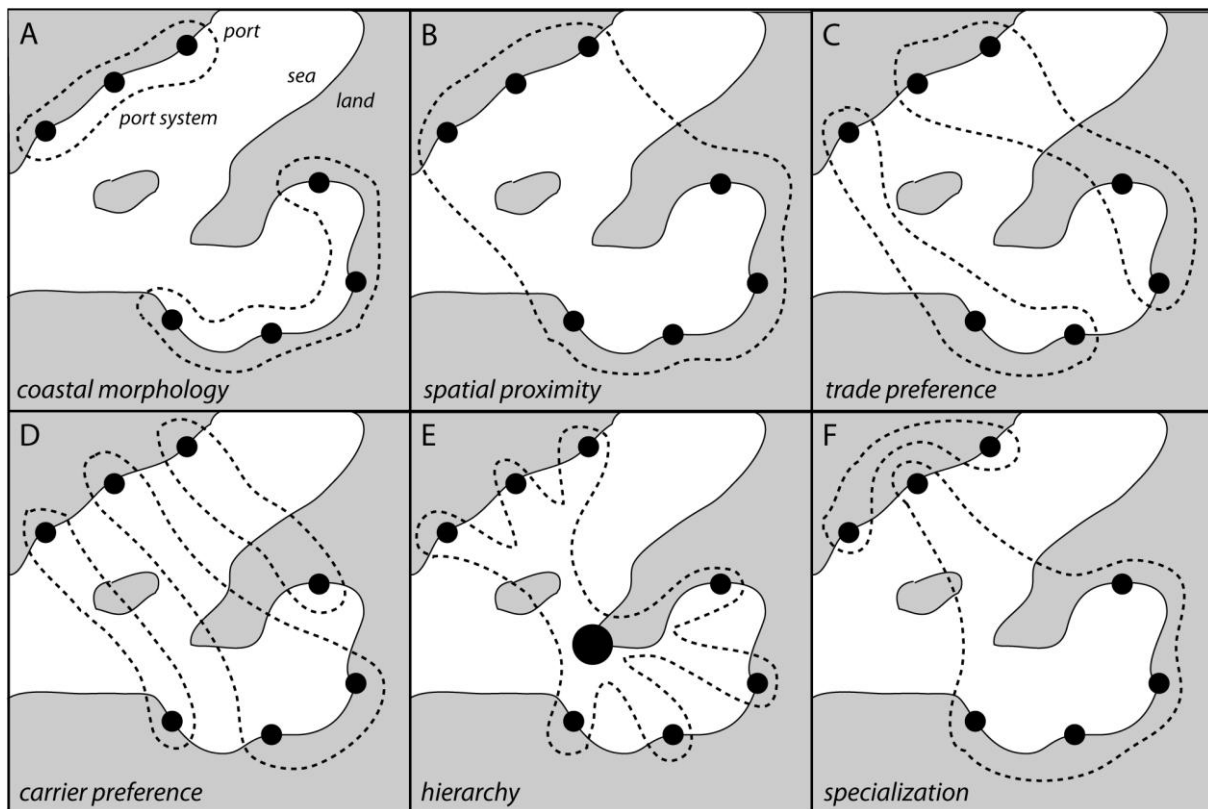 A
port
sea
land
port system
coastal morphology
B
spatial proximity
C
trade preference
D
carrier preference
E
hierarchy
F
specialization